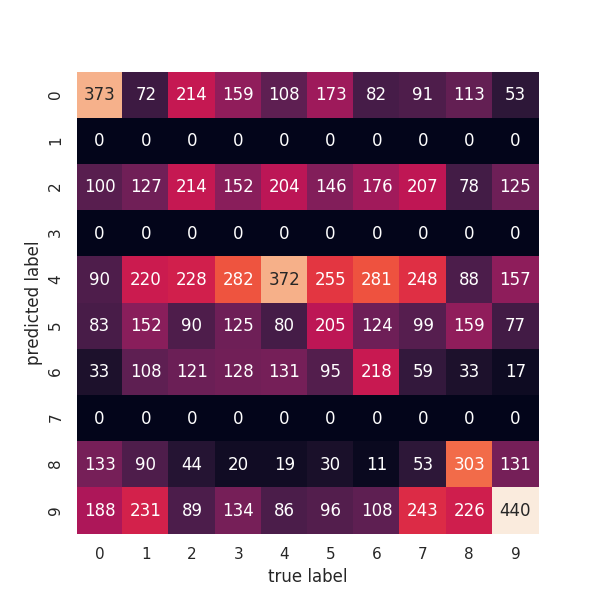 0 373 72 214 159 108 173 82 91 113 53
1 0 0 0 0 0 0 0 0 0 0
2 100 127 214 152 204 146 176 207 78 125
3 0 0 0 0 0 0 0 0 0 0
predicted label
4 90 220 228 282 372 255 281 248 88 157
5 83 152 90 125 80 205 124 99 159 77
6 33 108 121 128 131 95 218 59 33 17
7 0 0 0 0 0 0 0 0 0 0
8 133 90 44 20 19 30 11 53 303 131
9 188 231 89 134 86 96 108 243 226 440
0 1 2 3 4 5 6 7 8 9
true label